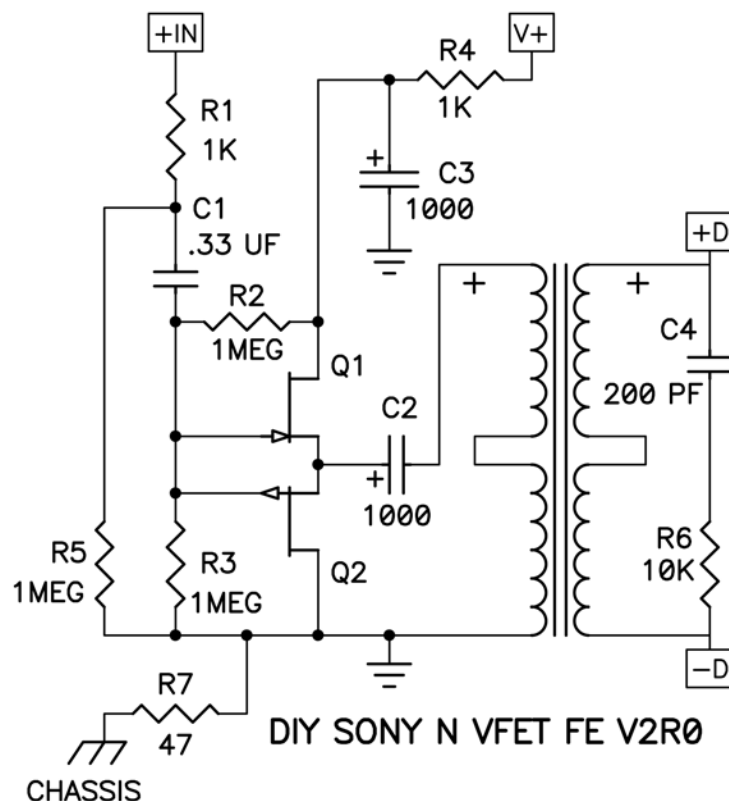 +IN
V+
R4
1K
R1
1K
C3
+
1000
C1
.33 UF
+D
R2
1MEG
+
+
C4
200 PF
Q1
C2
+
1000
R5
1MEG
R3
1MEG
Q2
R6
10K
-D
R7
47
DIY SONY N VFET FE V2R0
CHASSIS